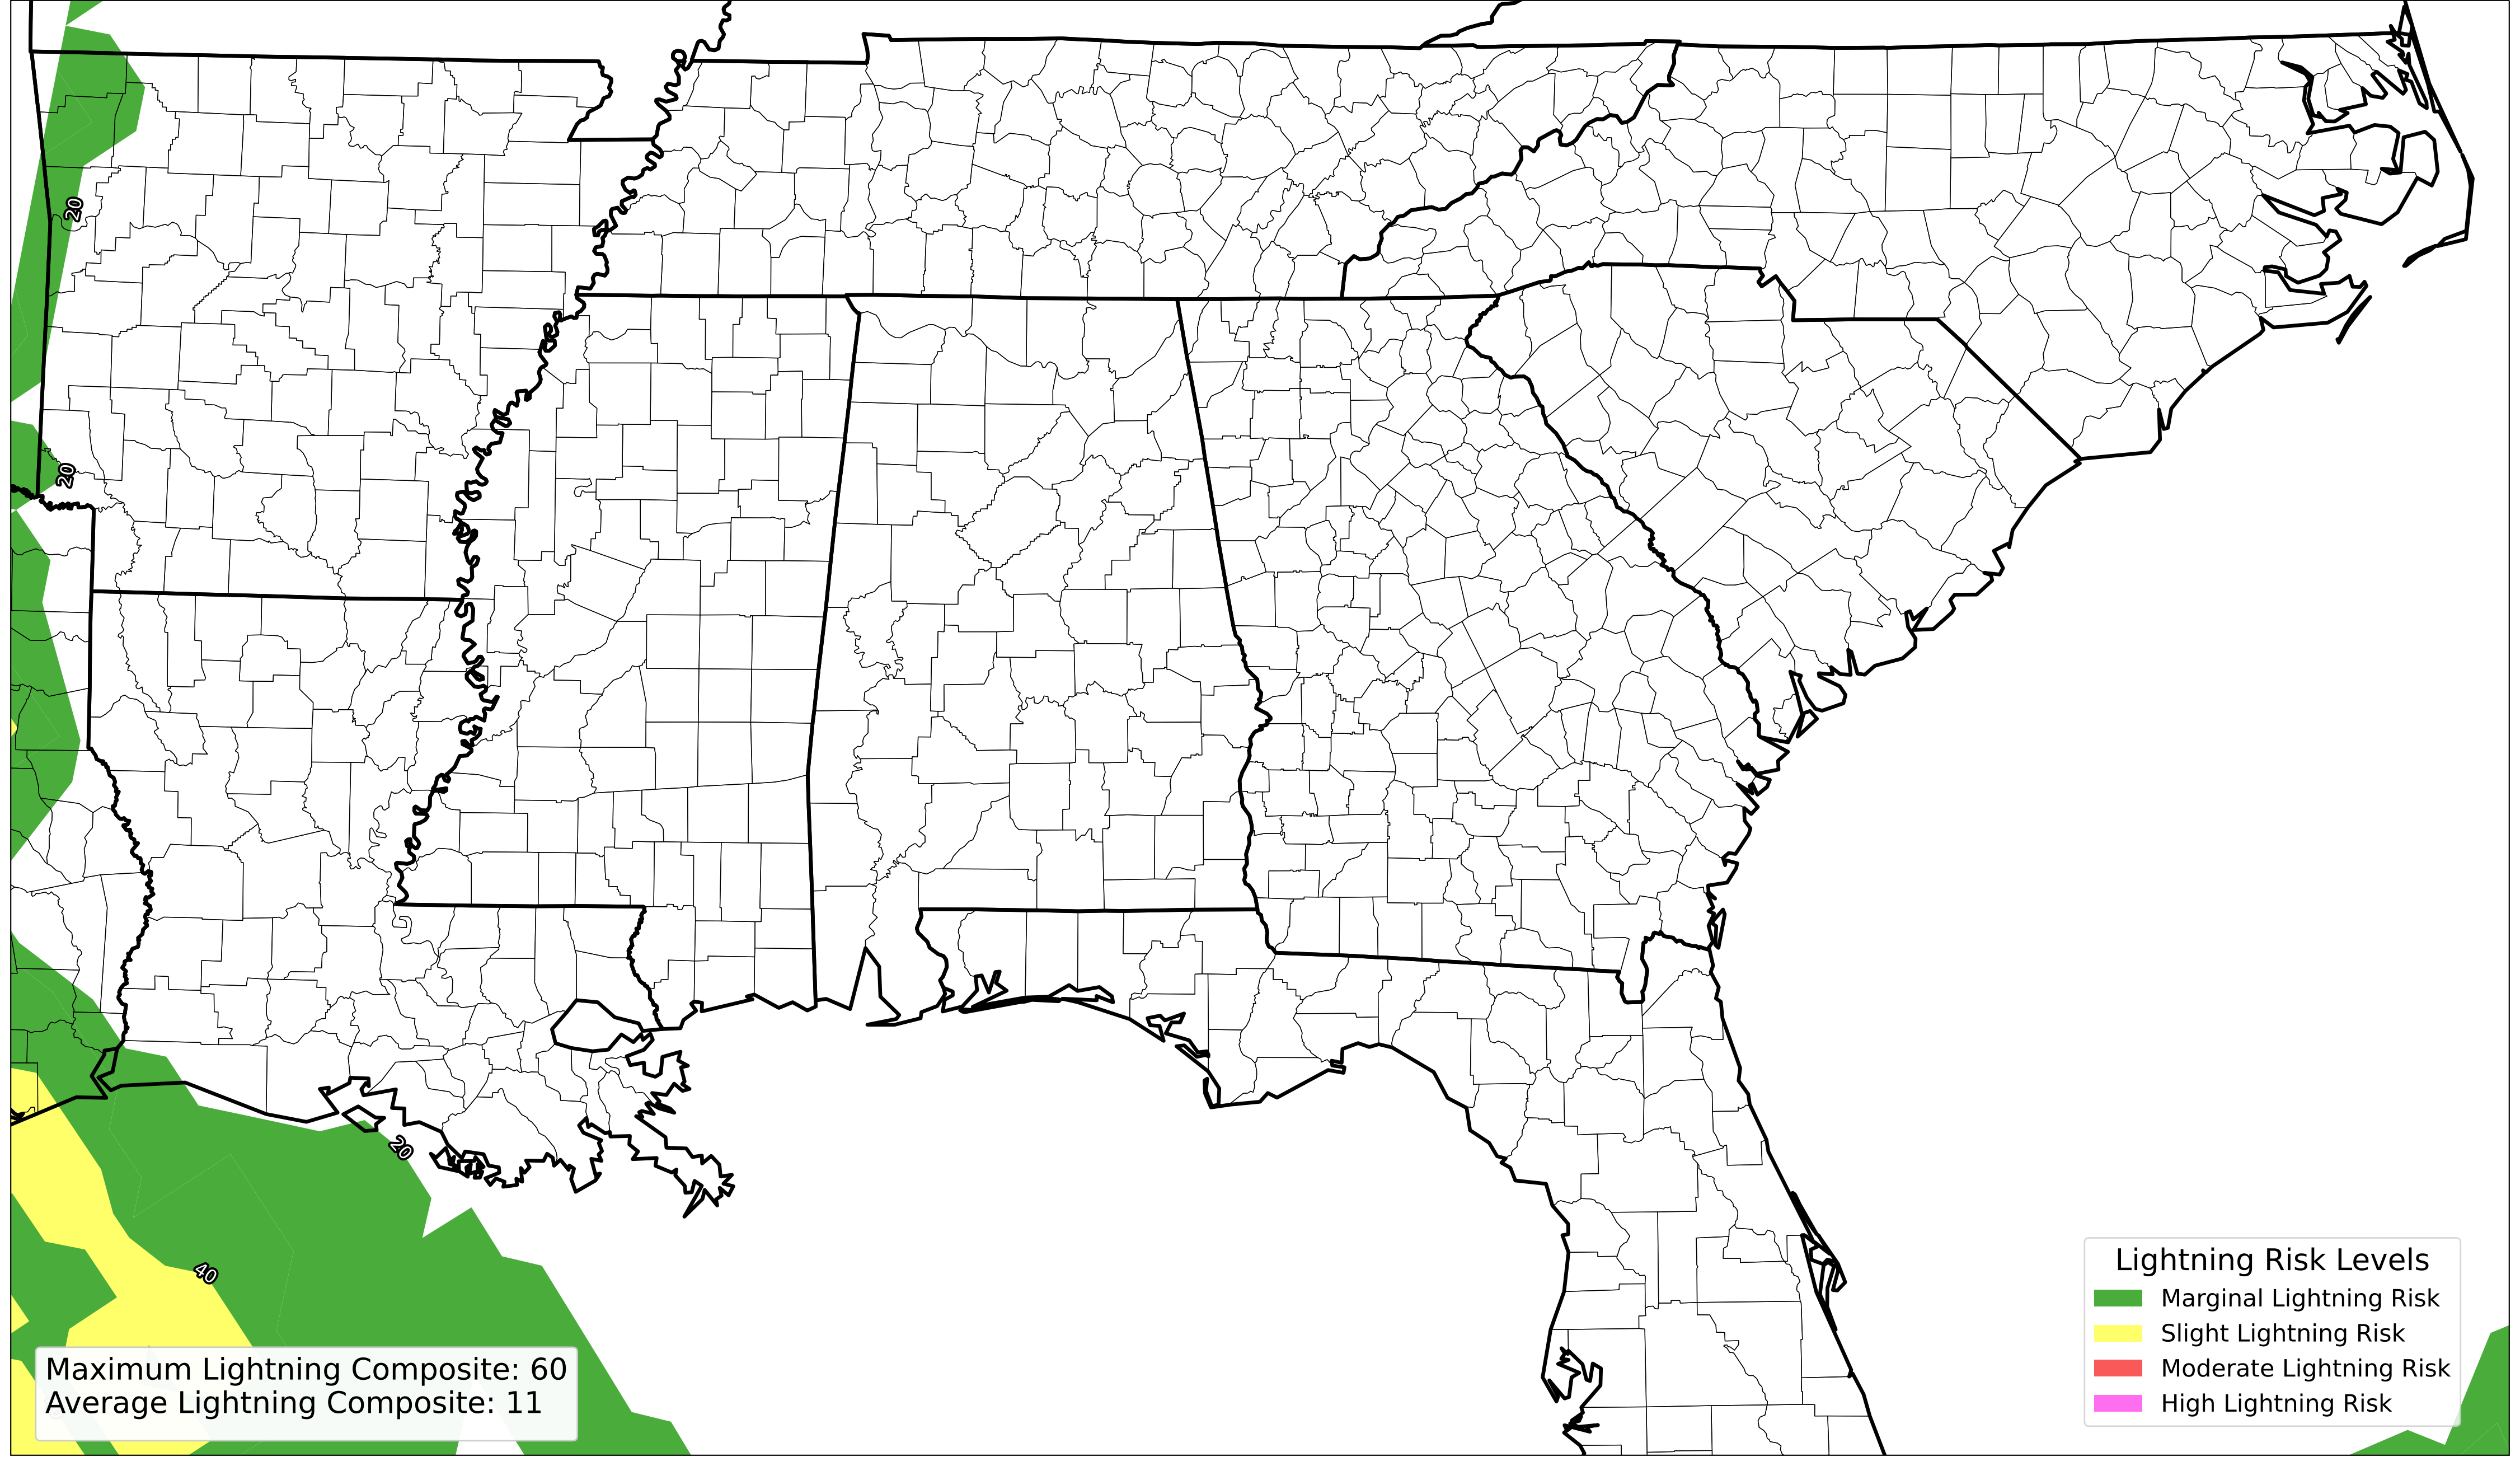 20
20
20
40
Maximum Lightning Composite: 60
Average Lightning Composite: 11
Lightning Risk Levels
Marginal Lightning Risk
Slight Lightning Risk
Moderate Lightning Risk
High Lightning Risk